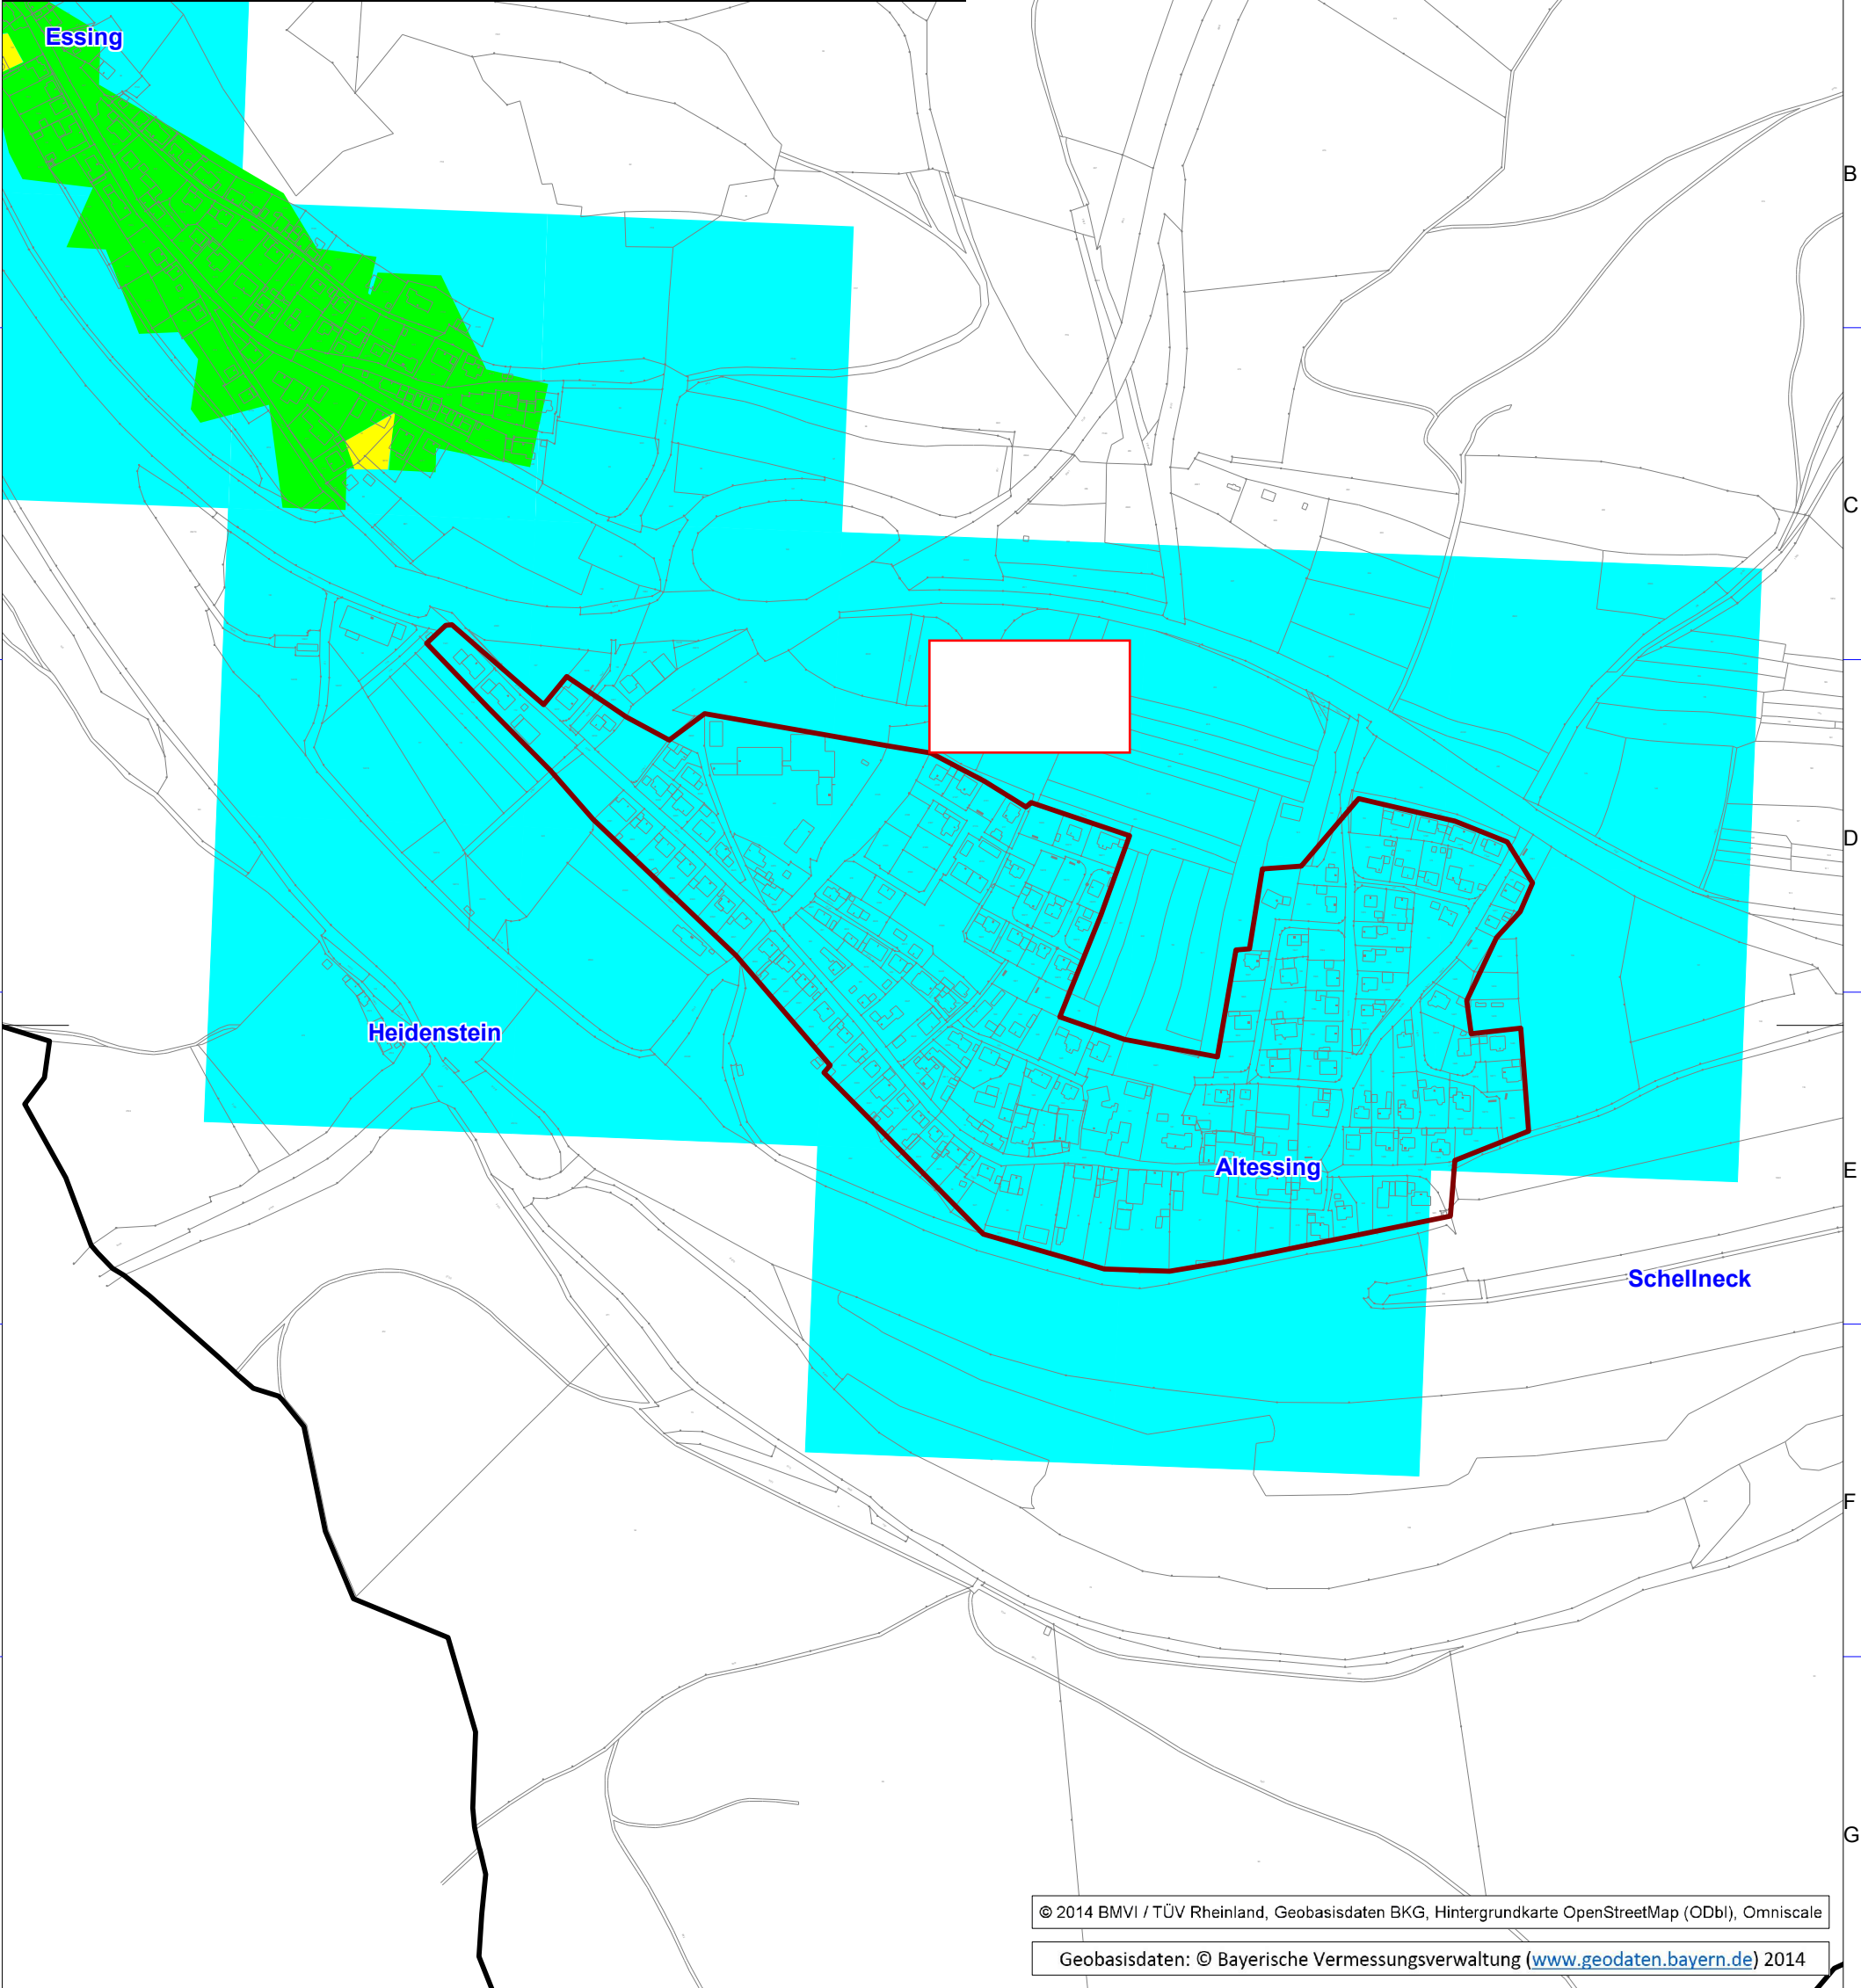 Essing
B
C
D
Heidenstein
Altessing
E
Schellneck
F
G
© 2014 BMVI / TÜV Rheinland, Geobasisdaten BKG, Hintergrundkarte OpenStreetMap (ODbl), Omniscale
Geobasisdaten: © Bayerische Vermessungsverwaltung (www.geodaten.bayern.de) 2014